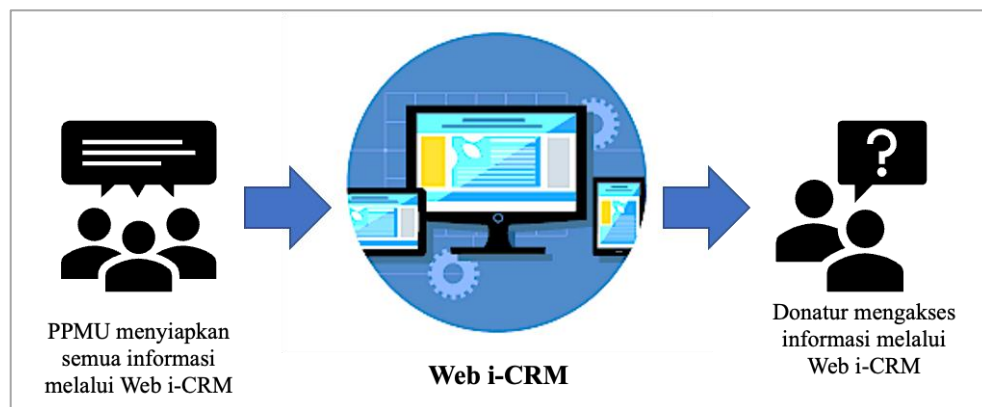 PPMU menyiapkan
semua informasi
melalui Web i-CRM
Web i-CRM
?
Donatur mengakses
informasi melalui
Web i-CRM